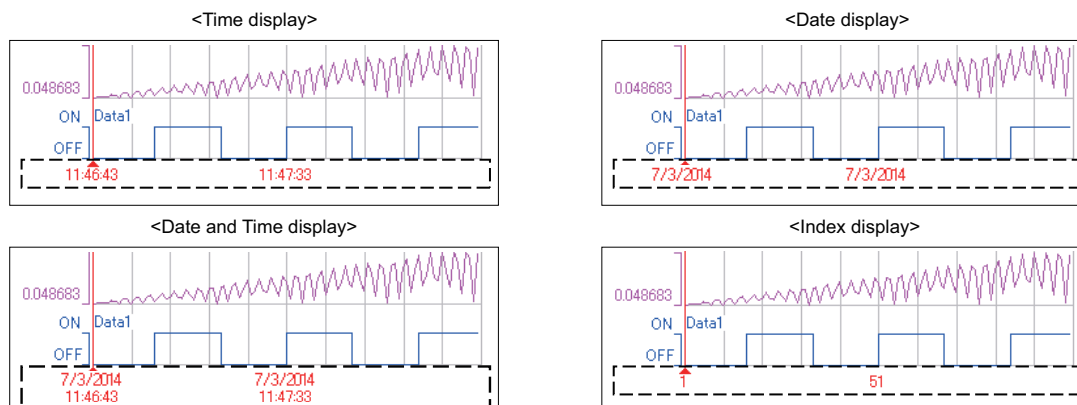 <Time display>
0.048683
ON Data1
OFF
11:46:43 11:47:33
<Date display>
0.048683
ON Data1
OFF
7/3/2014 7/3/2014
<Date and Time display>
0.048683
ON Data1
OFF
7/3/2014 7/3/2014
11:46:43 11:47:33
<Index display>
0.048683
ON Data1
OFF
1 51